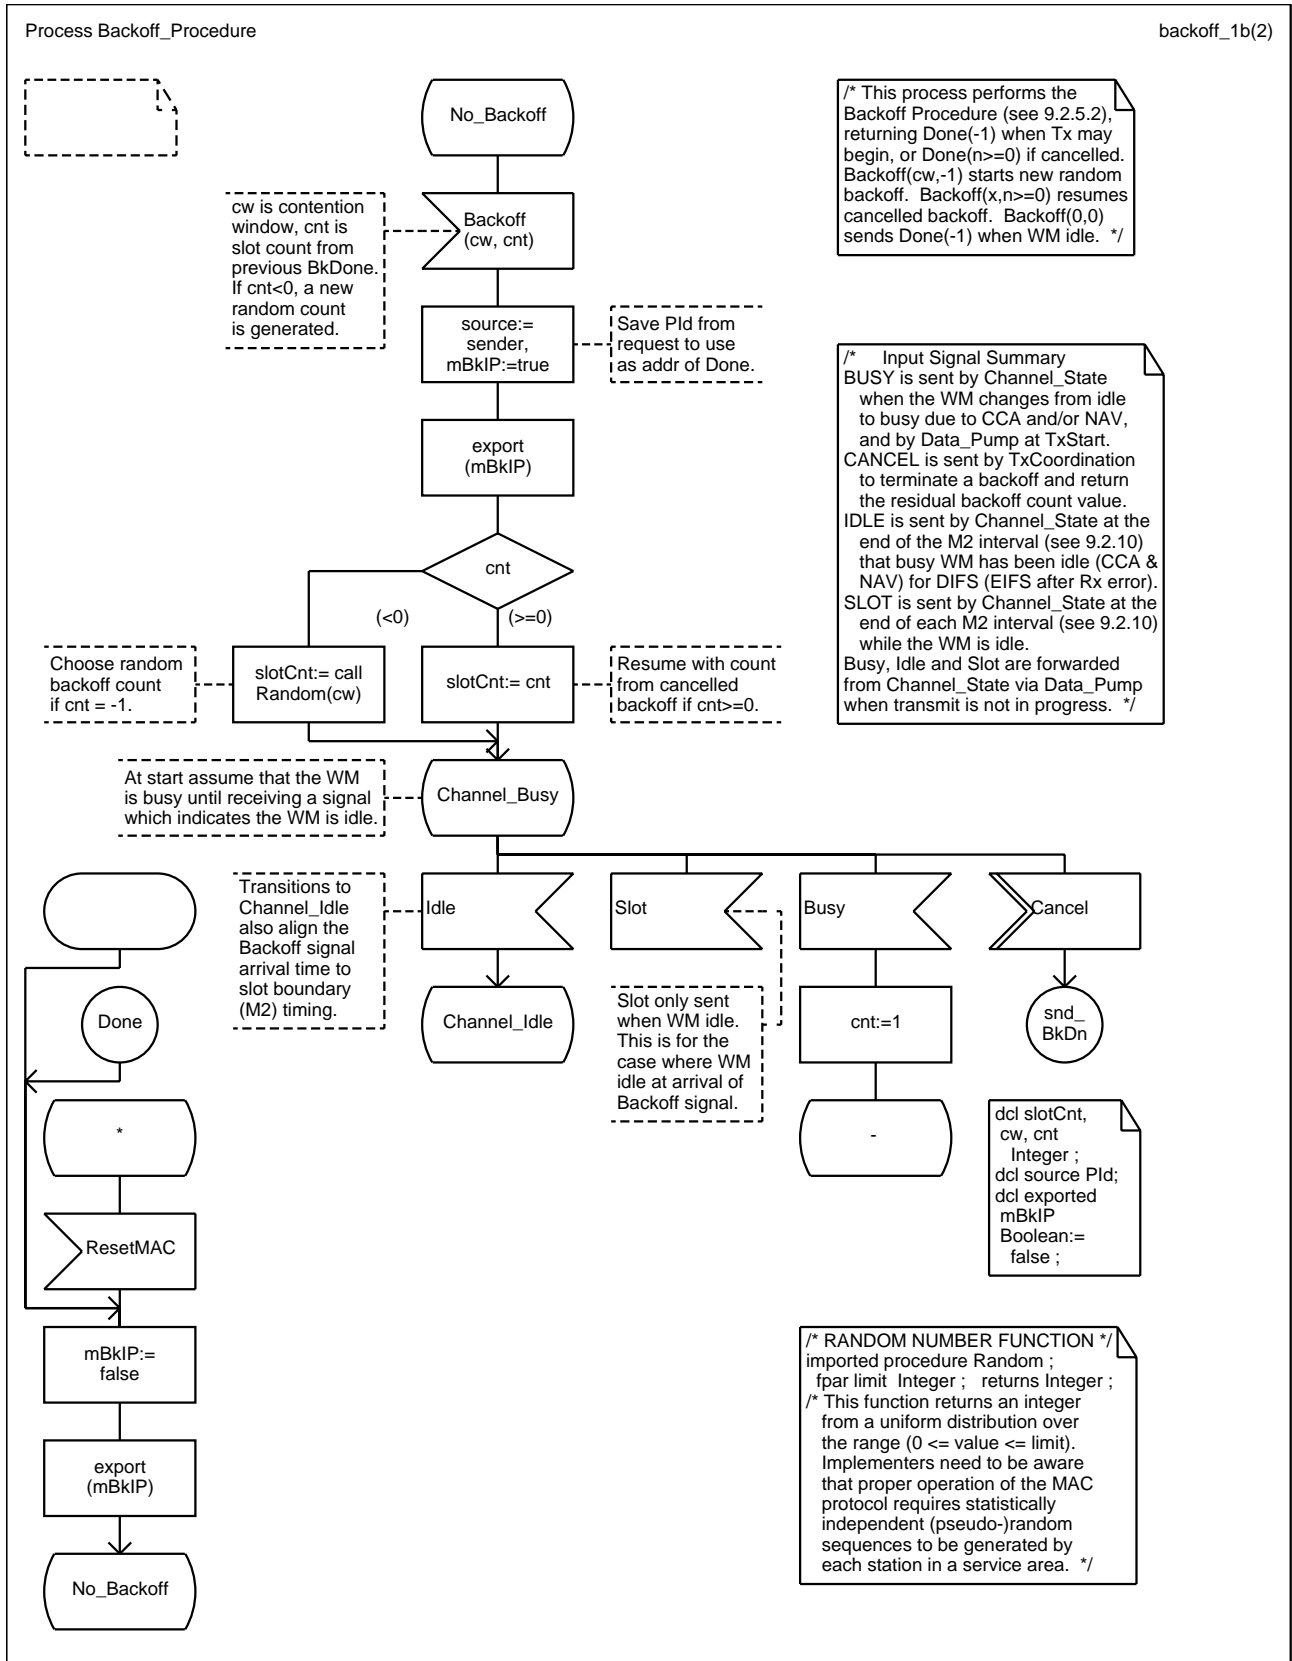 Process Backoff_Procedure
backoff_1b(2)
No_Backoff
/* This process performs the
Backoff Procedure (see 9.2.5.2),
returning Done(-1) when Tx may
begin, or Done(n>=0) if cancelled.
Backoff(cw,-1) starts new random
backoff.  Backoff(x,n>=0) resumes
cancelled backoff.  Backoff(0,0)
sends Done(-1) when WM idle.  */
cw is contention
window, cnt is
slot count from
previous BkDone.
If cnt<0, a new
random count
is generated.
Backoff
(cw, cnt)
source:=
sender,
mBkIP:=true
Save PId from
request to use
as addr of Done.
/*     Input Signal Summary
BUSY is sent by Channel_State
when the WM changes from idle
to busy due to CCA and/or NAV,
and by Data_Pump at TxStart.
CANCEL is sent by TxCoordination
to terminate a backoff and return
the residual backoff count value.
IDLE is sent by Channel_State at the
end of the M2 interval (see 9.2.10)
that busy WM has been idle (CCA &
NAV) for DIFS (EIFS after Rx error).
SLOT is sent by Channel_State at the
end of each M2 interval (see 9.2.10)
while the WM is idle.
Busy, Idle and Slot are forwarded
from Channel_State via Data_Pump
when transmit is not in progress.  */
export
(mBkIP)
cnt
(<0)
(>=0)
Choose random
backoff count
if cnt = -1.
slotCnt:= call
Random(cw)
slotCnt:= cnt
Resume with count
from cancelled
backoff if cnt>=0.
At start assume that the WM
is busy until receiving a signal
which indicates the WM is idle.
Channel_Busy
Transitions to
Channel_Idle
also align the
Backoff signal
arrival time to
slot boundary
(M2) timing.
Idle
Slot
Busy
Cancel
Channel_Idle
Slot only sent
when WM idle.
This is for the
case where WM
idle at arrival of
Backoff signal.
cnt:=1
snd_
BkDn
-
Done
*
ResetMAC
mBkIP:=
false
export
(mBkIP)
No_Backoff
dcl slotCnt,
cw, cnt
Integer ;
dcl source PId;
dcl exported
mBkIP
Boolean:=
false ;
/* RANDOM NUMBER FUNCTION */
imported procedure Random ;
fpar limit  Integer ;   returns Integer ;
/* This function returns an integer
from a uniform distribution over
the range (0 <= value <= limit).
Implementers need to be aware
that proper operation of the MAC
protocol requires statistically
independent (pseudo-)random
sequences to be generated by
each station in a service area.  */